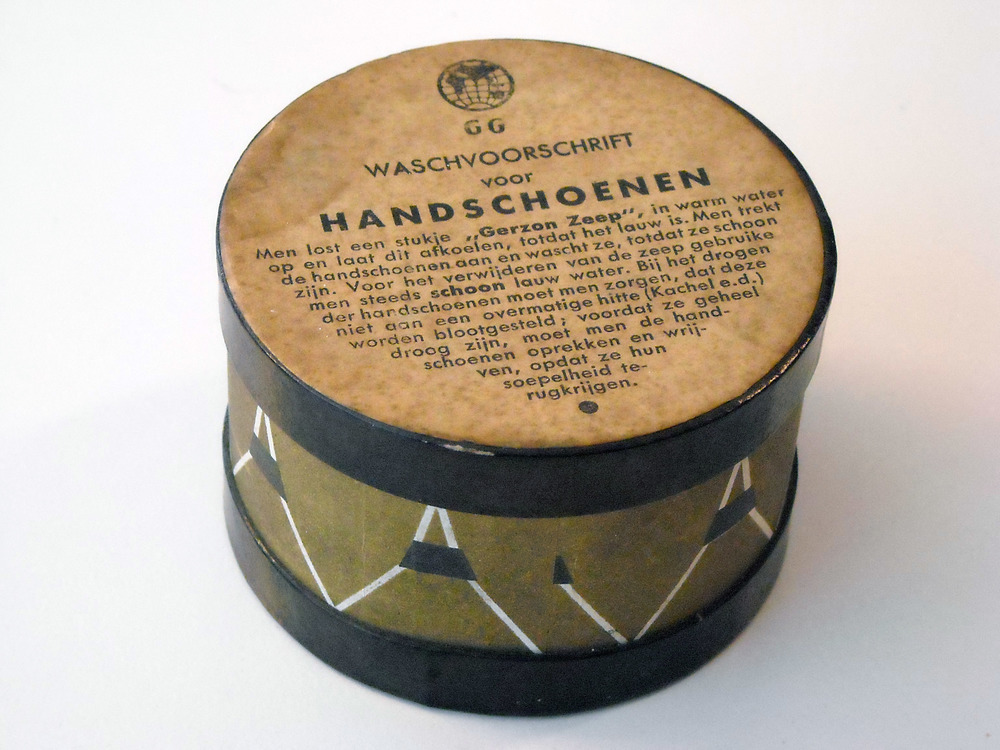 GG
WASCHVOORSCHRIFT
voor
HANDSCHOENEN
Men lost een stukje „Gerzon Zeep”, in warm water
op en laat dit afkoelen, totdat het lauw is. Men trekt
de handschoenen aan en wascht ze, totdat ze schoon
zijn. Voor het verwijderen van de zeep gebruike
men steeds schoon lauw water. Bij het drogen
der handschoenen moet men zorgen, dat deze
niet aan een overmatige hitte (Kachel e.d.)
worden blootgesteld; voordat ze geheel
droog zijn, moet men de hand-
schoenen oprekken en wrij-
ven, opdat ze hun
soepelheid te-
rugkrijgen.